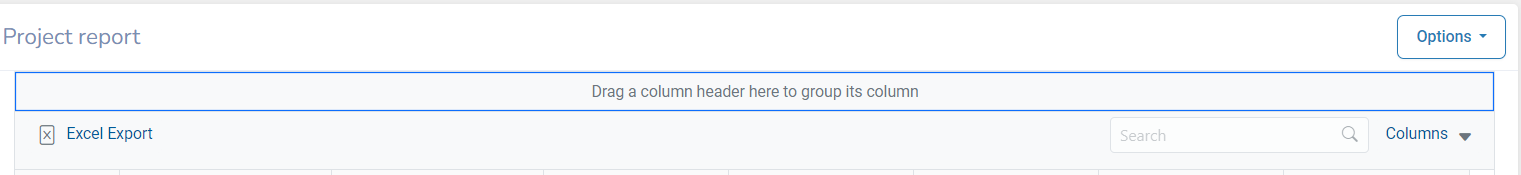 Project report
Options
Drag a column header here to group its column
Excel Export
Search
Columns